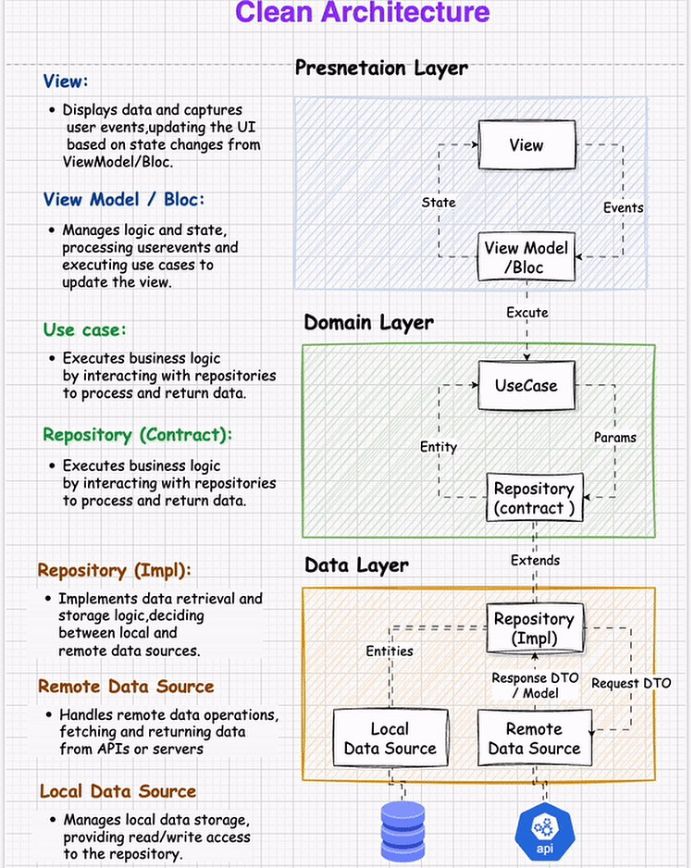 Clean Architecture
View:
• Displays data and captures
user events,updating the UI
based on state changes from
ViewModel/Bloc.
View Model / Bloc:
• Manages logic and state,
processing userevents and
executing use cases to
update the view.
Use case:
• Executes business logic
by interacting with repositories
to process and return data.
Repository (Contract):
• Executes business logic
by interacting with repositories
to process and return data.
Repository (Impl):
• Implements data retrieval and
storage logic,deciding
between local and
remote data sources.
Remote Data Source
• Handles remote data operations,
fetching and returning data
from APIs or servers
Local Data Source
• Manages local data storage,
providing read/write access
to the repository.
Presnetaion Layer
View
State
Events
View Model
/Bloc
Excute
Domain Layer
UseCase
Entity
Params
Repository
(contract )
Extends
Data Layer
Repository
(Impl)
Entities
Response DTO
/ Model
Request DTO
Local
Data Source
Remote
Data Source
api